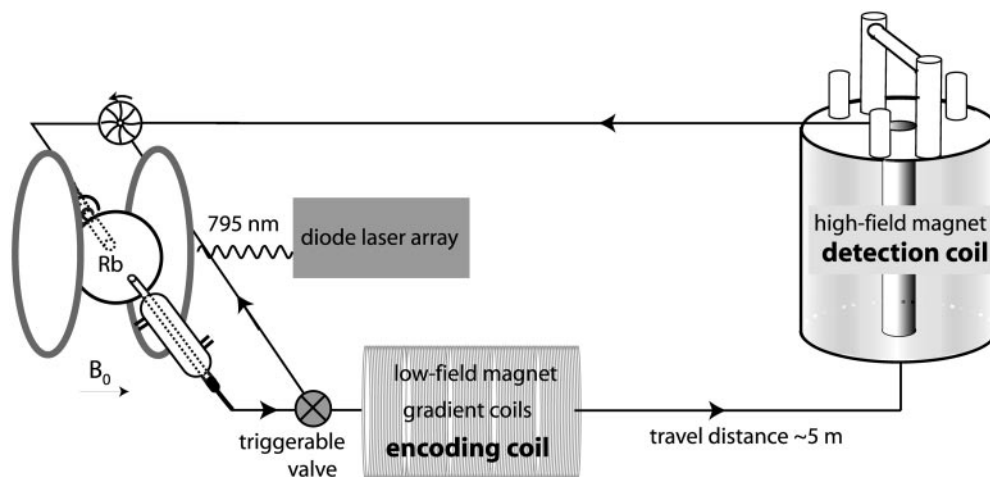 795 nm
diode laser array
Rb
B0
triggerable
valve
low-field magnet
gradient coils
encoding coil
travel distance ~5 m
high-field magnet
detection coil